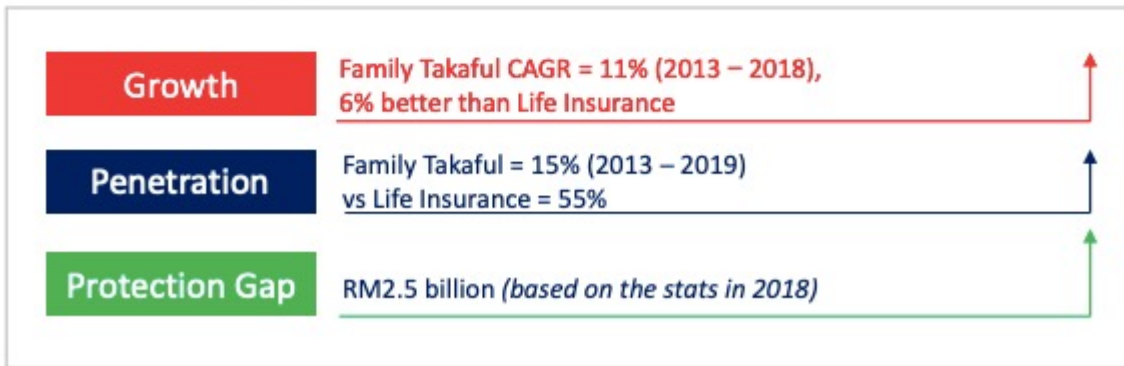 Growth
Family Takaful CAGR = 11% (2013 – 2018),
6% better than Life Insurance
Penetration
Family Takaful = 15% (2013 – 2019)
vs Life Insurance = 55%
Protection Gap
RM2.5 billion (based on the stats in 2018)